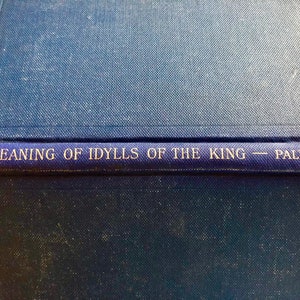 EANING OF IDYLLS OF THE KING — PAL